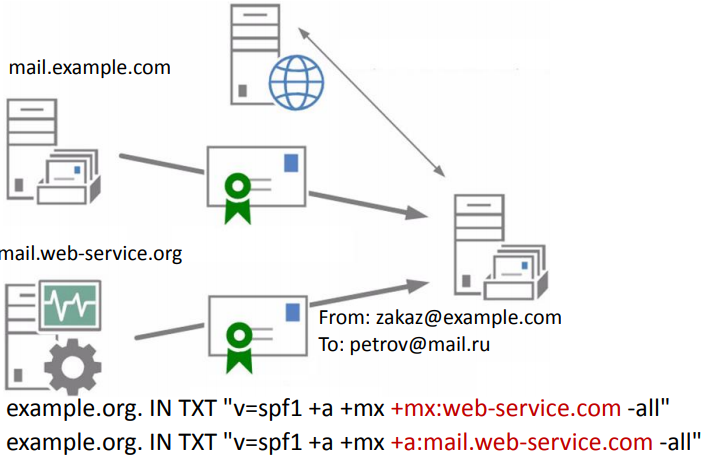 mail.example.com
mail.web-service.org
From: zakaz@example.com
To: petrov@mail.ru
example.org. IN TXT "v=spf1 +a +mx +mx:web-service.com -all"
example.org. IN TXT "v=spf1 +a +mx +a:mail.web-service.com -all"